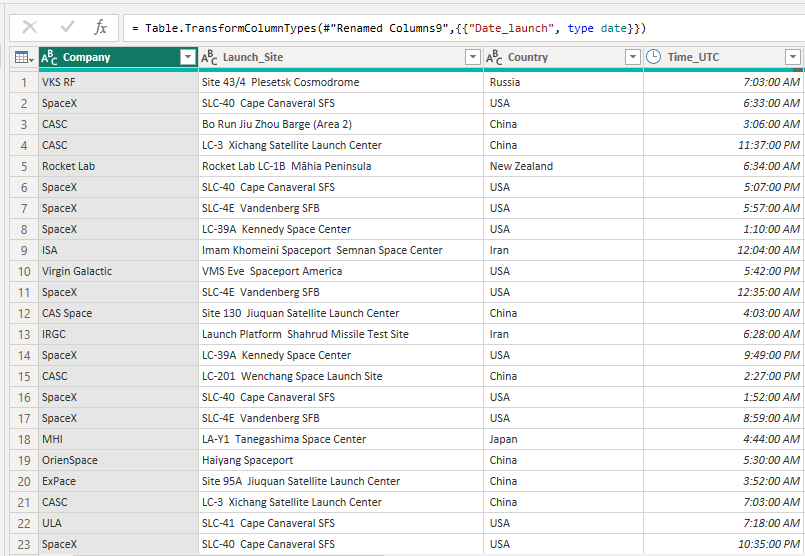 fx = Table.TransformColumnTypes(#"Renamed Columns9",{{"Date_launch", type date}})
ABC Company ABC Launch_Site ABC Country Time_UTC
1 VKS RF Site 43/4 Plesetsk Cosmodrome Russia 7:03:00 AM
2 SpaceX SLC-40 Cape Canaveral SFS USA 6:33:00 AM
3 CASC Bo Run Jiu Zhou Barge (Area 2) China 3:06:00 AM
4 CASC LC-3 Xichang Satellite Launch Center China 11:37:00 PM
5 Rocket Lab Rocket Lab LC-1B Māhia Peninsula New Zealand 6:34:00 AM
6 SpaceX SLC-40 Cape Canaveral SFS USA 5:07:00 PM
7 SpaceX SLC-4E Vandenberg SFB USA 5:57:00 AM
8 SpaceX LC-39A Kennedy Space Center USA 1:10:00 AM
9 ISA Imam Khomeini Spaceport Semnan Space Center Iran 12:04:00 AM
10 Virgin Galactic VMS Eve Spaceport America USA 5:42:00 PM
11 SpaceX SLC-4E Vandenberg SFB USA 12:35:00 AM
12 CAS Space Site 130 Jiuquan Satellite Launch Center China 4:03:00 AM
13 IRGC Launch Platform Shahrud Missile Test Site Iran 6:28:00 AM
14 SpaceX LC-39A Kennedy Space Center USA 9:49:00 PM
15 CASC LC-201 Wenchang Space Launch Site China 2:27:00 PM
16 SpaceX SLC-40 Cape Canaveral SFS USA 1:52:00 AM
17 SpaceX SLC-4E Vandenberg SFB USA 8:59:00 AM
18 MHI LA-Y1 Tanegashima Space Center Japan 4:44:00 AM
19 OrienSpace Haiyang Spaceport China 5:30:00 AM
20 ExPace Site 95A Jiuquan Satellite Launch Center China 3:52:00 AM
21 CASC LC-3 Xichang Satellite Launch Center China 7:03:00 AM
22 ULA SLC-41 Cape Canaveral SFS USA 7:18:00 AM
23 SpaceX SLC-40 Cape Canaveral SFS USA 10:35:00 PM